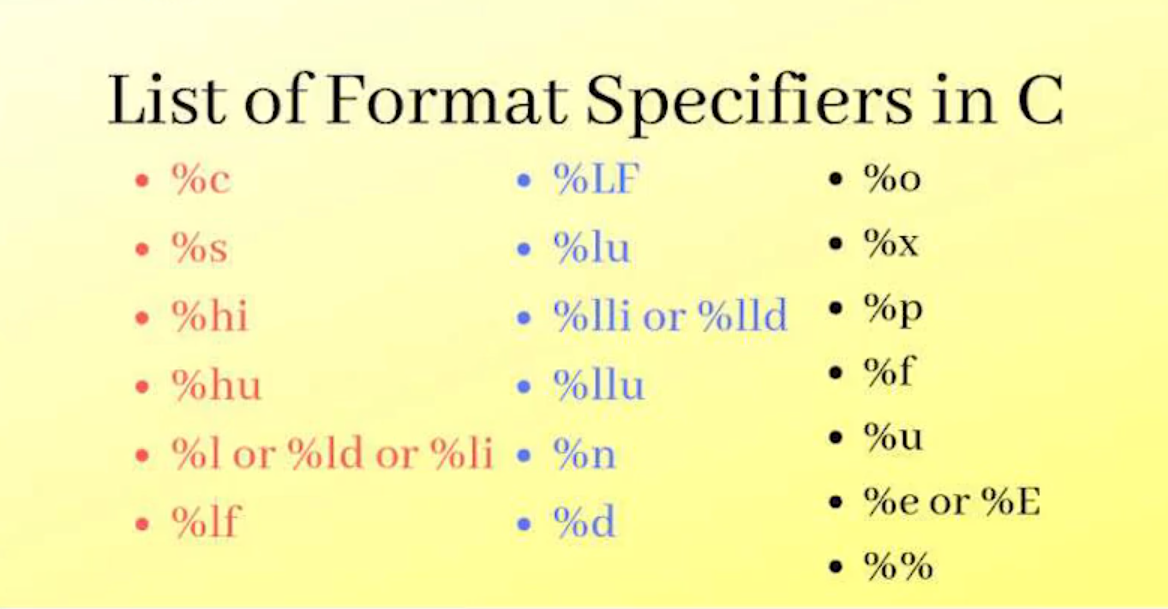 List of Format Specifiers in C
%c
%s
%hi
%hu
%l or %ld or %li
%lf
%LF
%lu
%lli or %lld
%llu
%n
%d
%o
%x
%p
%f
%u
%e or %E
%%